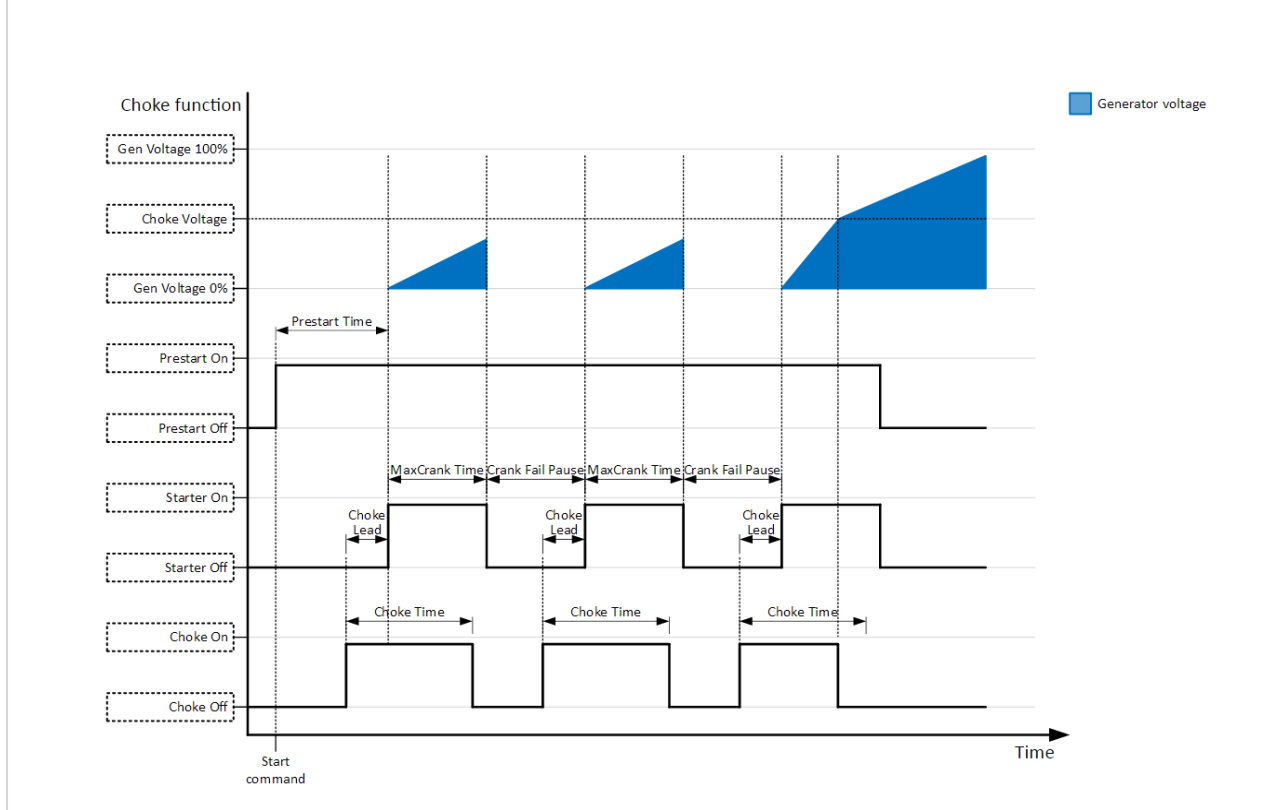 Choke function
Generator voltage
Gen Voltage 100%
Choke Voltage
Gen Voltage 0%
Prestart Time
Prestart On
Prestart Off
MaxCrank Time Crank Fail Pause MaxCrank Time Crank Fail Pause
Starter On
Choke Choke Choke
Lead Lead Lead
Starter Off
Choke Time Choke Time Choke Time
Choke On
Choke Off
Time
Start
command